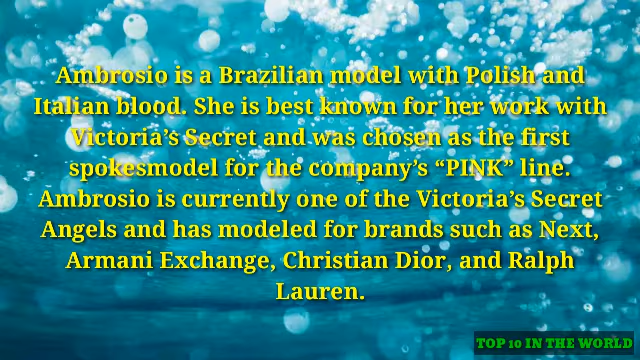 Ambrosio is a Brazilian model with Polish and
Italian blood. She is best known for her work with
Victoria’s Secret and was chosen as the first
spokesmodel for the company’s “PINK” line.
Ambrosio is currently one of the Victoria’s Secret
Angels and has modeled for brands such as Next,
Armani Exchange, Christian Dior, and Ralph
Lauren.
TOP 10 IN THE WORLD